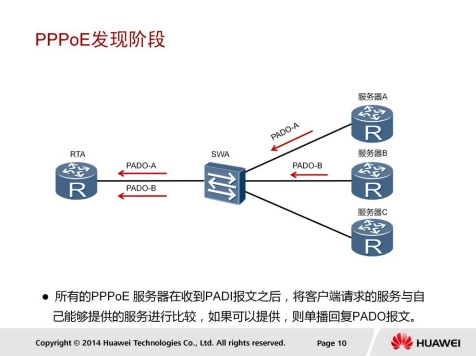 PPPoE发现阶段
服务器A
PADO-A
RTA
PADO-A
SWA
服务器B
PADO-B
PADO-B
R
R
R
服务器C
R
● 所有的PPPoE 服务器在收到PADI报文之后，将客户端请求的服务与自
己能够提供的服务进行比较，如果可以提供，则单播回复PADO报文。
Copyright © 2014 Huawei Technologies Co., Ltd. All rights reserved.
Page 10
HUAWEI